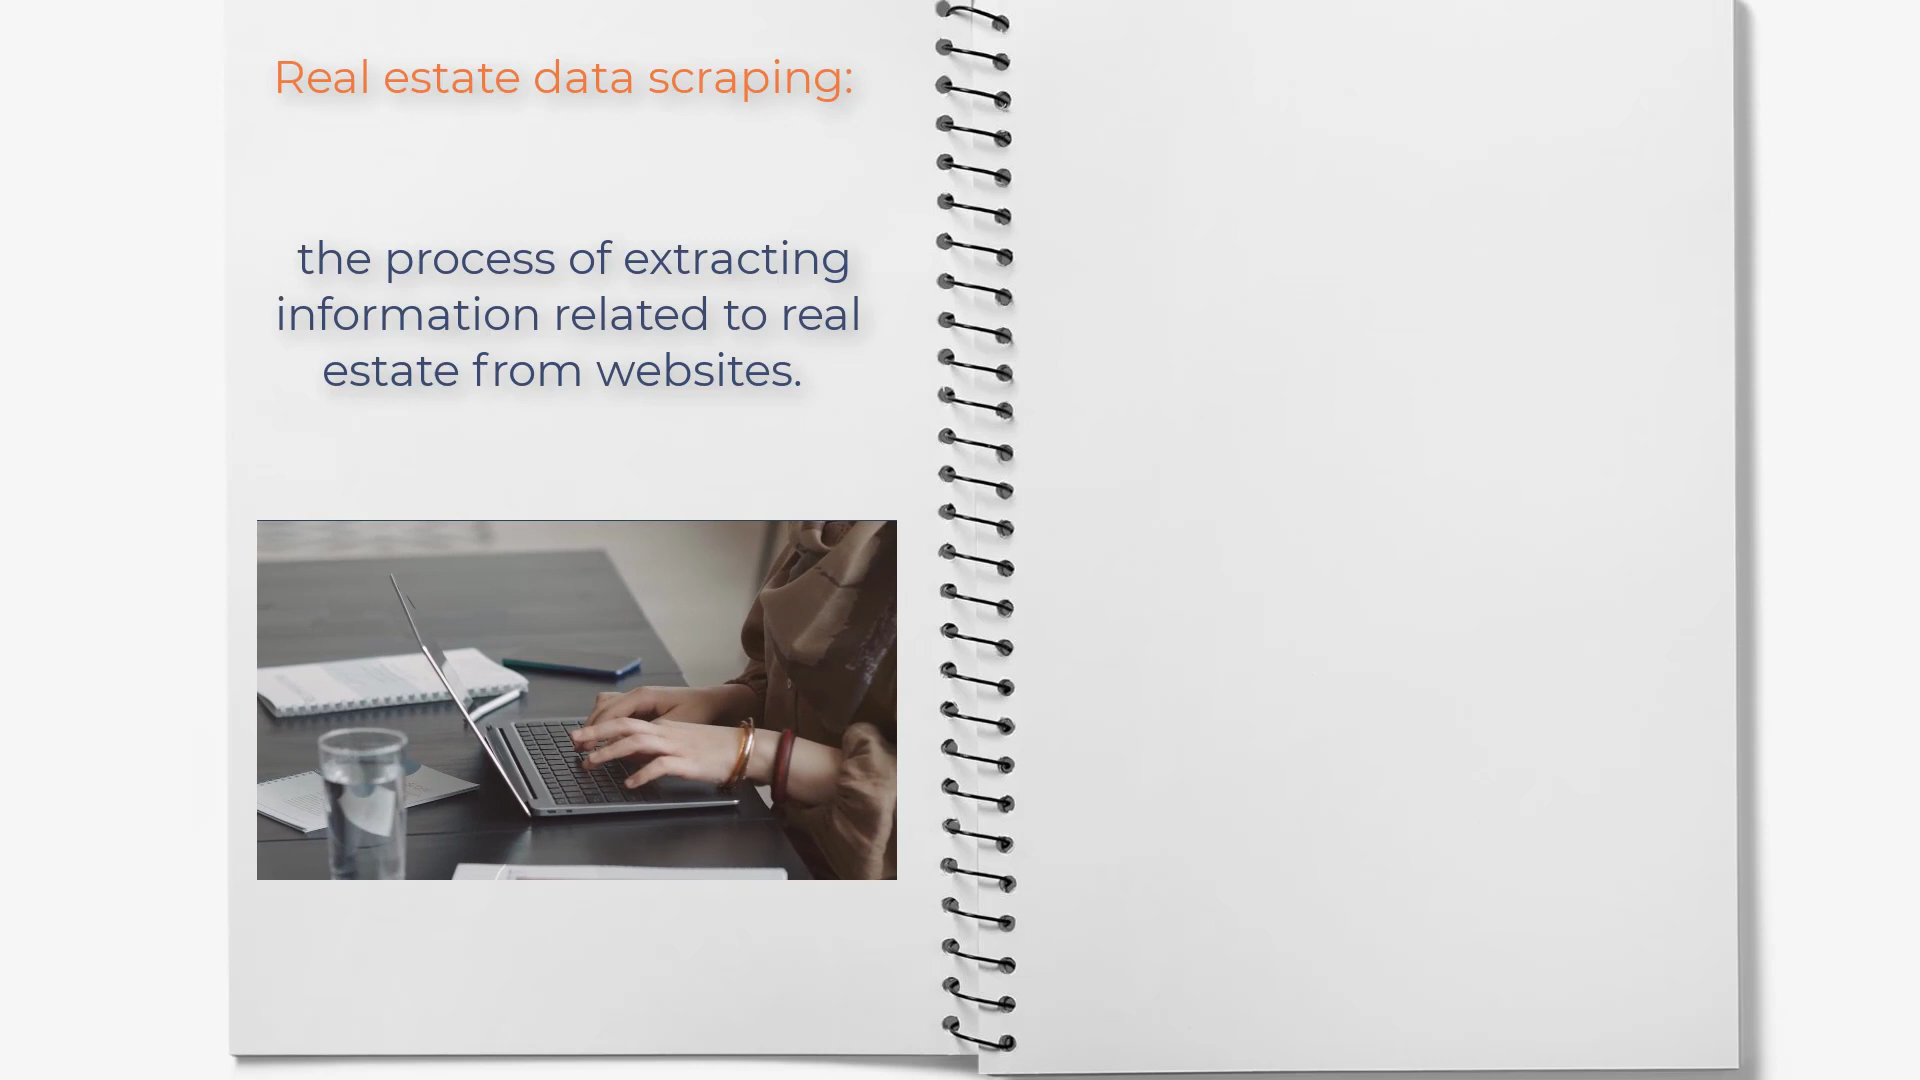 Real estate data scraping:
the process of extracting
information related to real
estate from websites.